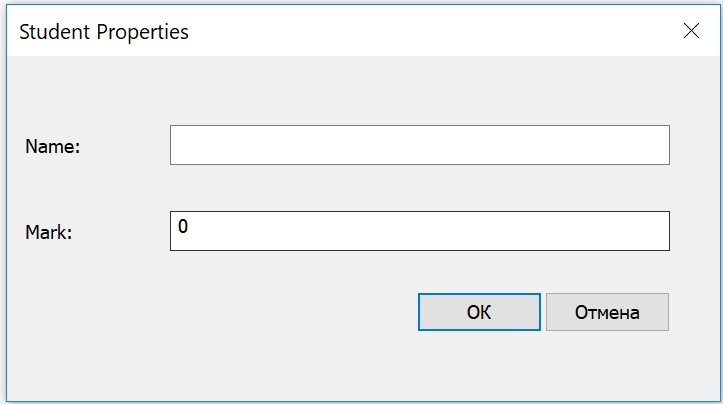 Student Properties
Name:
Mark:
0
OK
Отмена